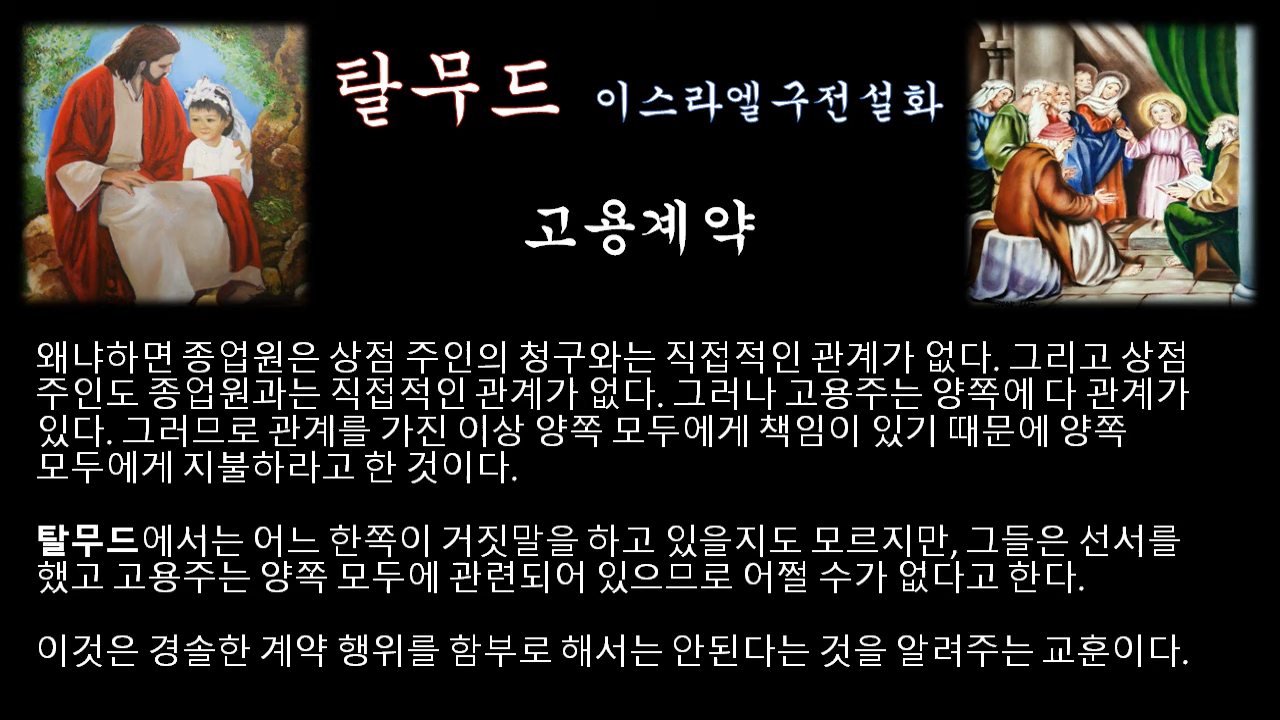 탈무드 이스라엘구전설화
고용계약
왜냐하면 종업원은 상점 주인의 청구와는 직접적인 관계가 없다. 그리고 상점
주인도 종업원과는 직접적인 관계가 없다. 그러나 고용주는 양쪽에 다 관계가
있다. 그러므로 관계를 가진 이상 양쪽 모두에게 책임이 있기 때문에 양쪽
모두에게 지불하라고 한 것이다.
탈무드에서는 어느 한쪽이 거짓말을 하고 있을지도 모르지만, 그들은 선서를
했고 고용주는 양쪽 모두에 관련되어 있으므로 어쩔 수가 없다고 한다.
이것은 경솔한 계약 행위를 함부로 해서는 안된다는 것을 알려주는 교훈이다.